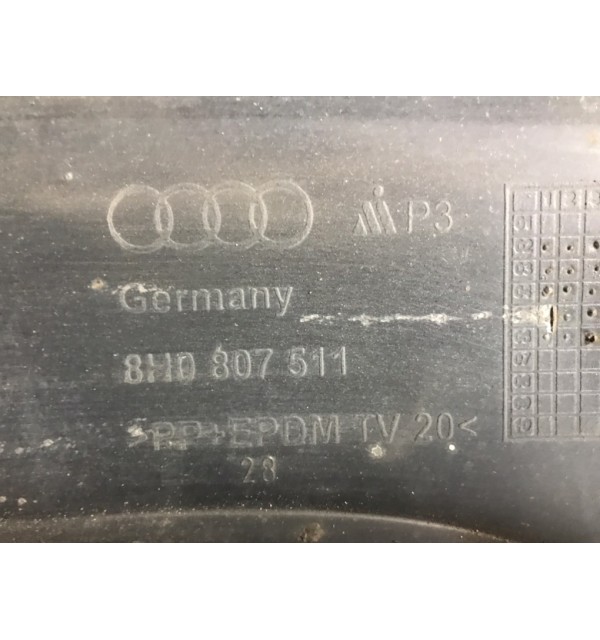 P3
Germany
8H0 807 511
>PP+EPDM TV 20<
28